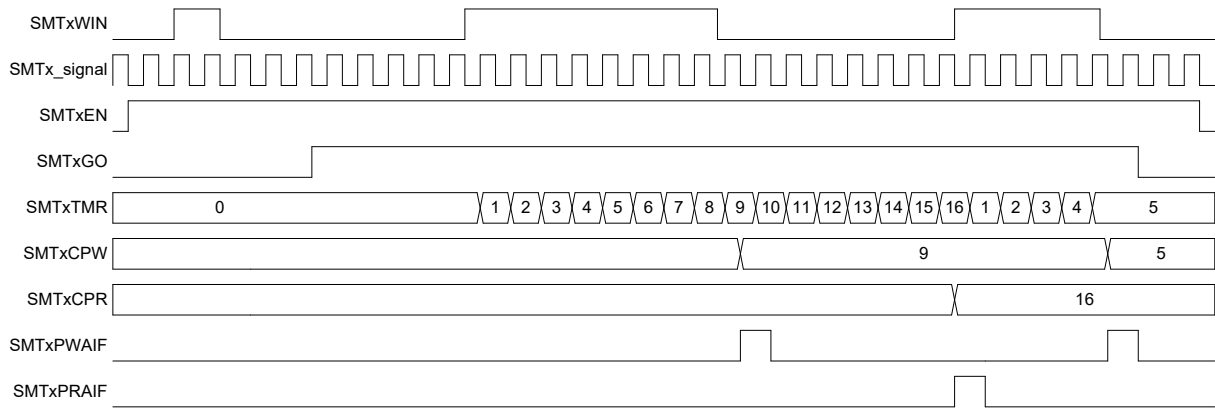 SMTxWIN
SMTx_signal
SMTxEN
SMTxGO
SMTxTMR 0 1 2 3 4 5 6 7 8 9 10 11 12 13 14 15 16 1 2 3 4 5
SMTxCPW 9 5
SMTxCPR 16
SMTxPWAIF
SMTxPRAIF